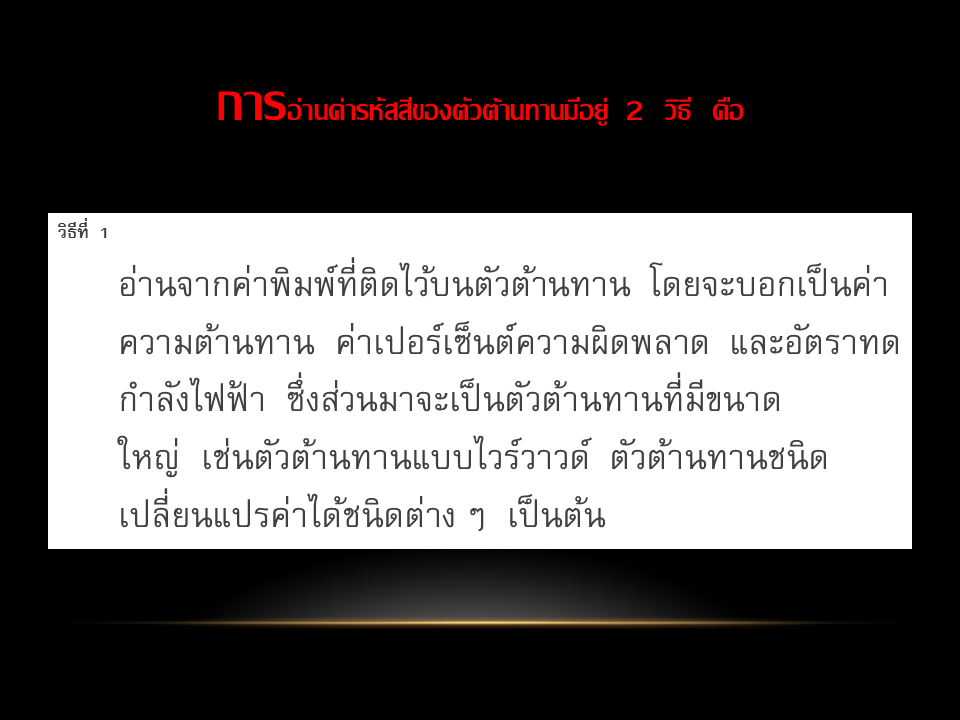 การอ่านค่ารหัสสีของตัวต้านทานมีอยู่ 2 วิธี คือ
วิธีที่ 1
อ่านจากค่าพิมพ์ที่ติดไว้บนตัวต้านทาน โดยจะบอกเป็นค่า
ความต้านทาน ค่าเปอร์เซ็นต์ความผิดพลาด และอัตราทด
กำลังไฟฟ้า ซึ่งส่วนมาจะเป็นตัวต้านทานที่มีขนาด
ใหญ่ เช่นตัวต้านทานแบบไวร์วาวด์ ตัวต้านทานชนิด
เปลี่ยนแปรค่าได้ชนิดต่าง ๆ เป็นต้น